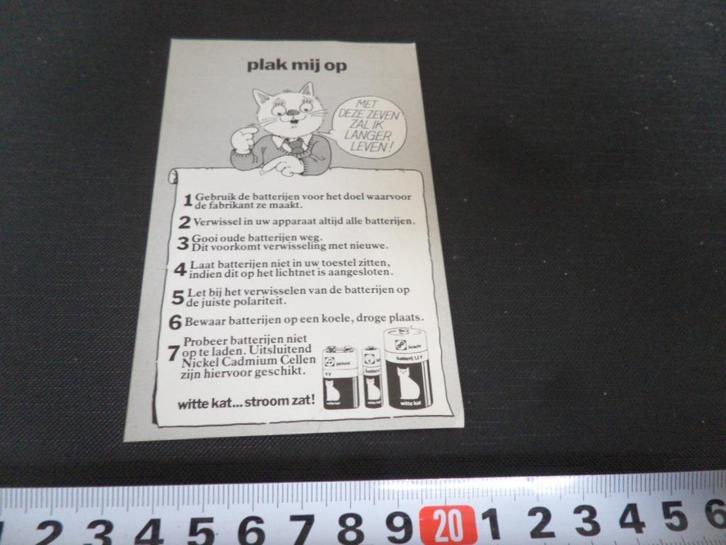 plak mij op
MET
DEZE ZEVEN
ZAL IK
LANGER
LEVEN!
1 Gebruik de batterijen voor het doel waarvoor
de fabrikant ze maakt.
2 Verwissel in uw apparaat altijd alle batterijen.
3 Gooi oude batterijen weg.
Dit voorkomt verwisseling met nieuwe.
4 Laat batterijen niet in uw toestel zitten,
indien dit op het lichtnet is aangesloten.
5 Let bij het verwisselen van de batterijen op
de juiste polariteit.
6 Bewaar batterijen op een koele, droge plaats.
7 Probeer batterijen niet
op te laden. Uitsluitend
Nickel Cadmium Cellen
zijn hiervoor geschikt.
witte kat... stroom zat!
witte kat
1 2 3 4 5 6 7 8 9 20 1 2 3 4 5 6